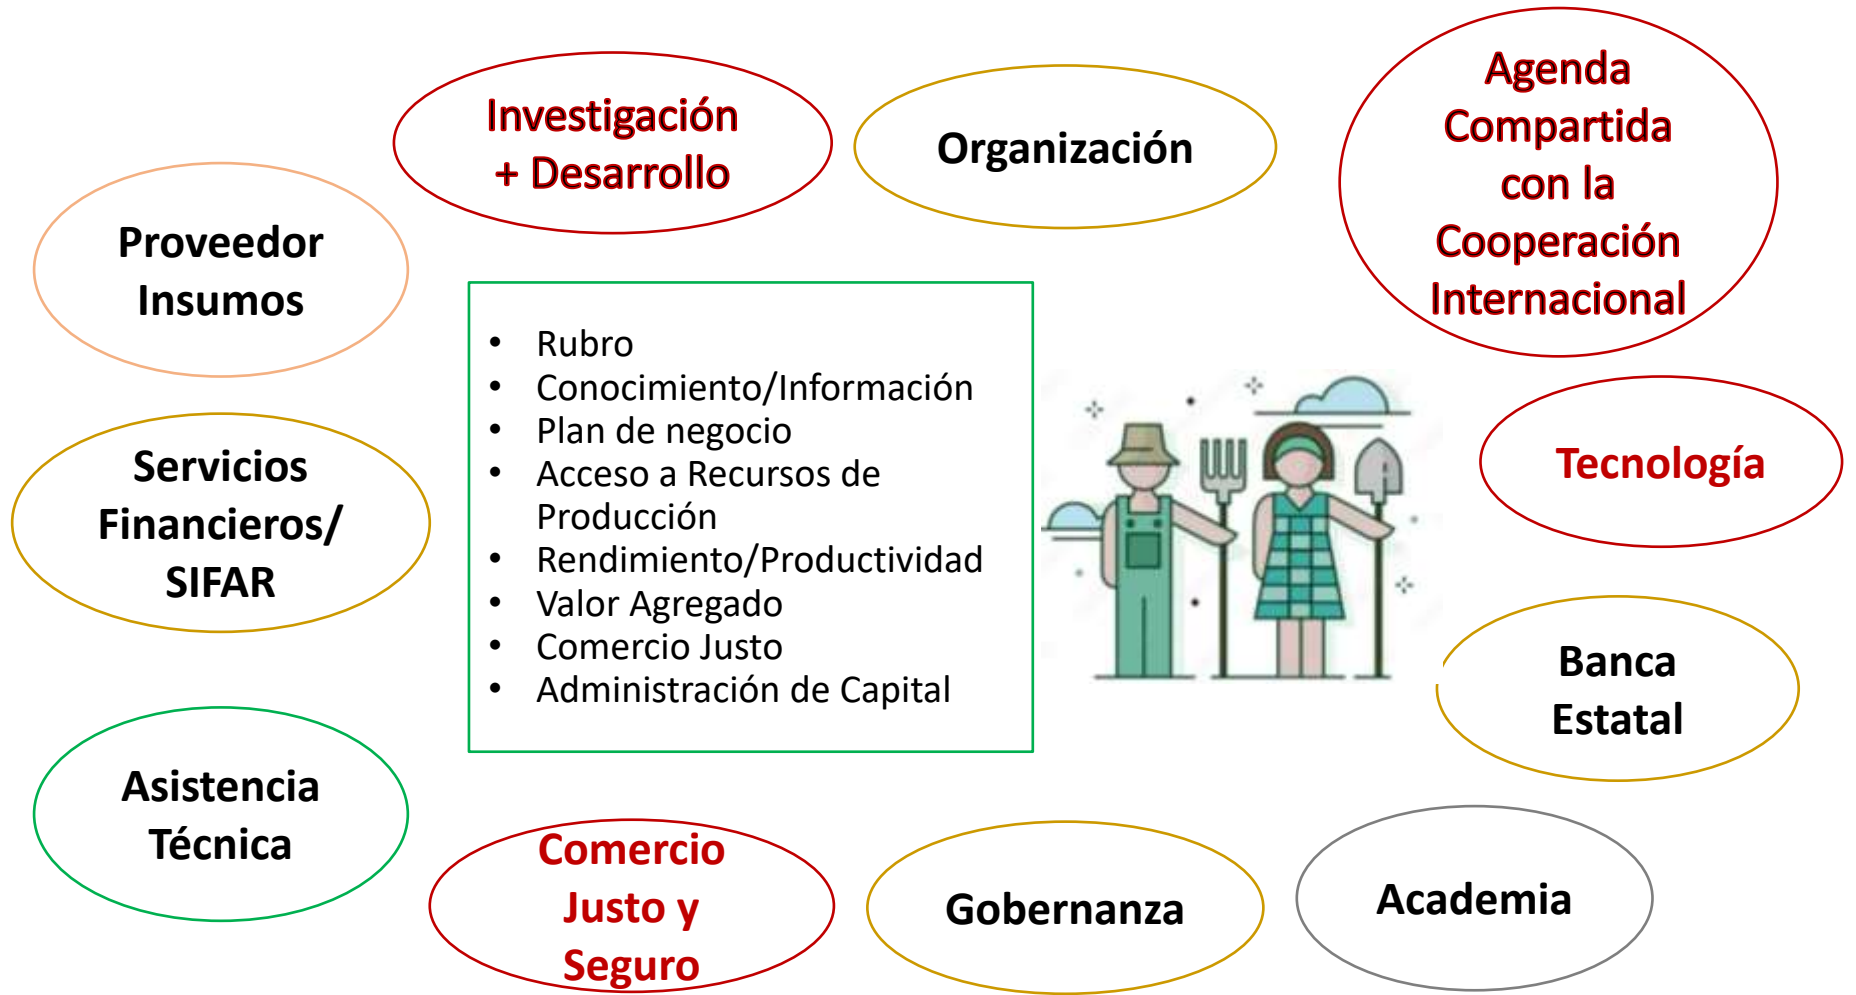 Investigación
+ Desarrollo
Organización
Agenda
Compartida
con la
Cooperación
Internacional
Proveedor
Insumos
• Rubro
• Conocimiento/Información
• Plan de negocio
• Acceso a Recursos de
Producción
• Rendimiento/Productividad
• Valor Agregado
• Comercio Justo
• Administración de Capital
Servicios
Financieros/
SIFAR
Tecnología
Banca
Estatal
Asistencia
Técnica
Comercio
Justo y
Seguro
Gobernanza
Academia